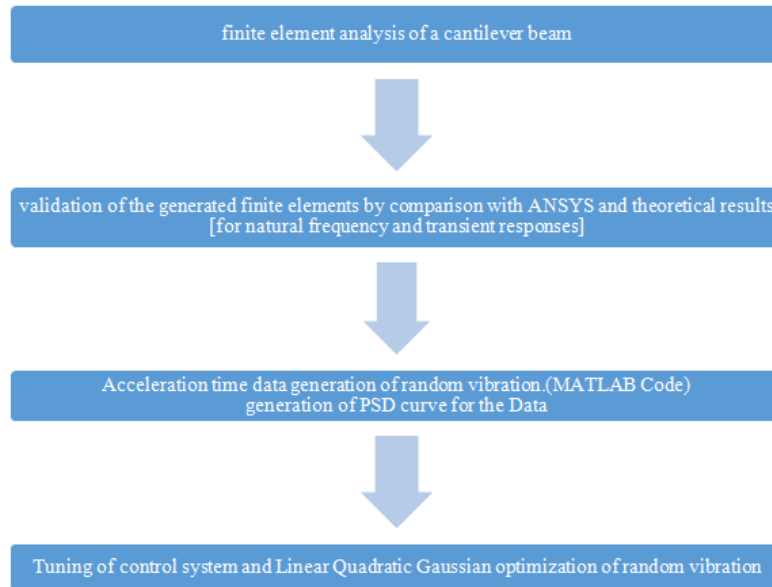 finite element analysis of a cantilever beam
validation of the generated finite elements by comparison with ANSYS and theoretical results
[for natural frequency and transient responses]
Acceleration time data generation of random vibration.(MATLAB Code)
generation of PSD curve for the Data
Tuning of control system and Linear Quadratic Gaussian optimization of random vibration